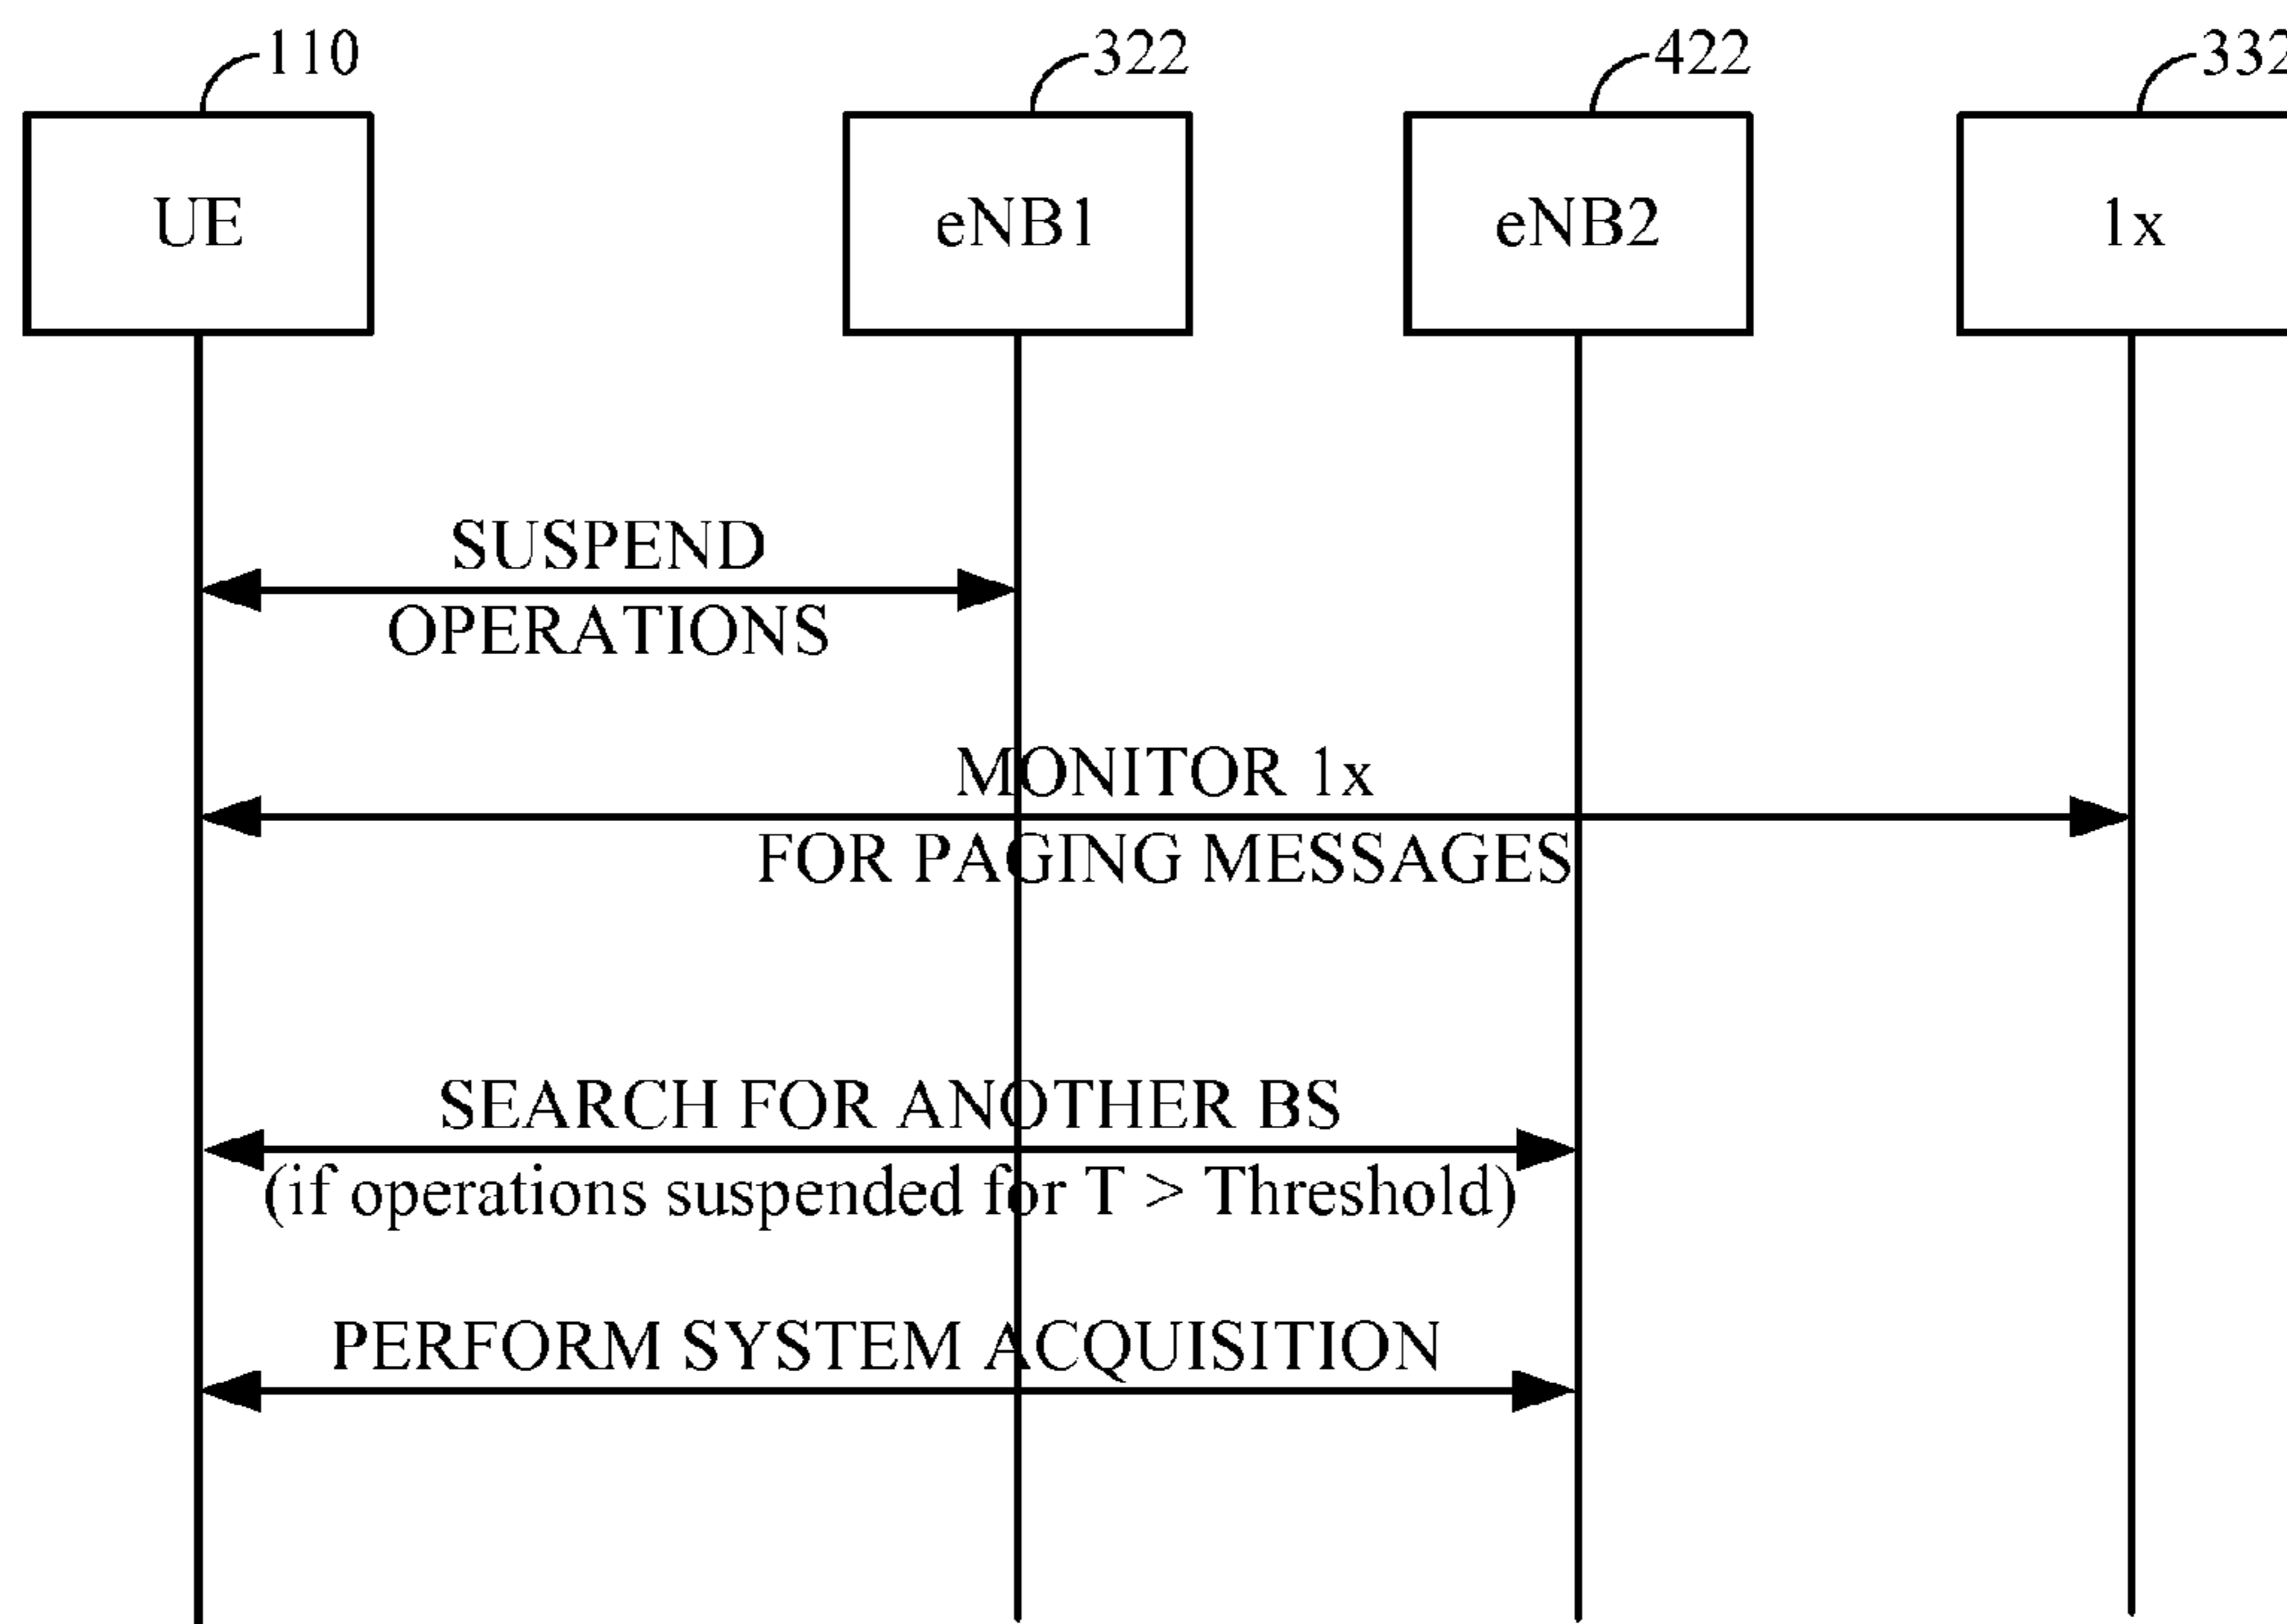 110
322
422
332
UE
eNB1
eNB2
1x
SUSPEND
OPERATIONS
MONITOR 1x
FOR PAGING MESSAGES
SEARCH FOR ANOTHER BS
(if operations suspended for T > Threshold)
PERFORM SYSTEM ACQUISITION